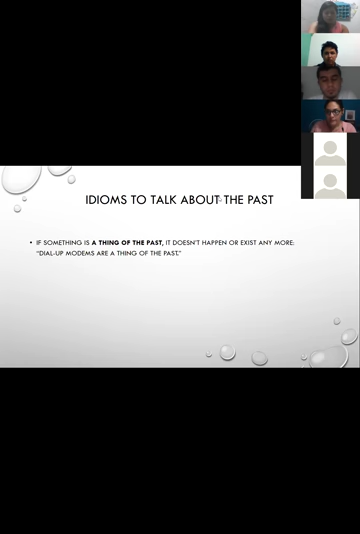 IDIOMS TO TALK ABOUT THE PAST
• IF SOMETHING IS A THING OF THE PAST, IT DOESN'T HAPPEN OR EXIST ANY MORE:
"DIAL-UP MODEMS ARE A THING OF THE PAST."